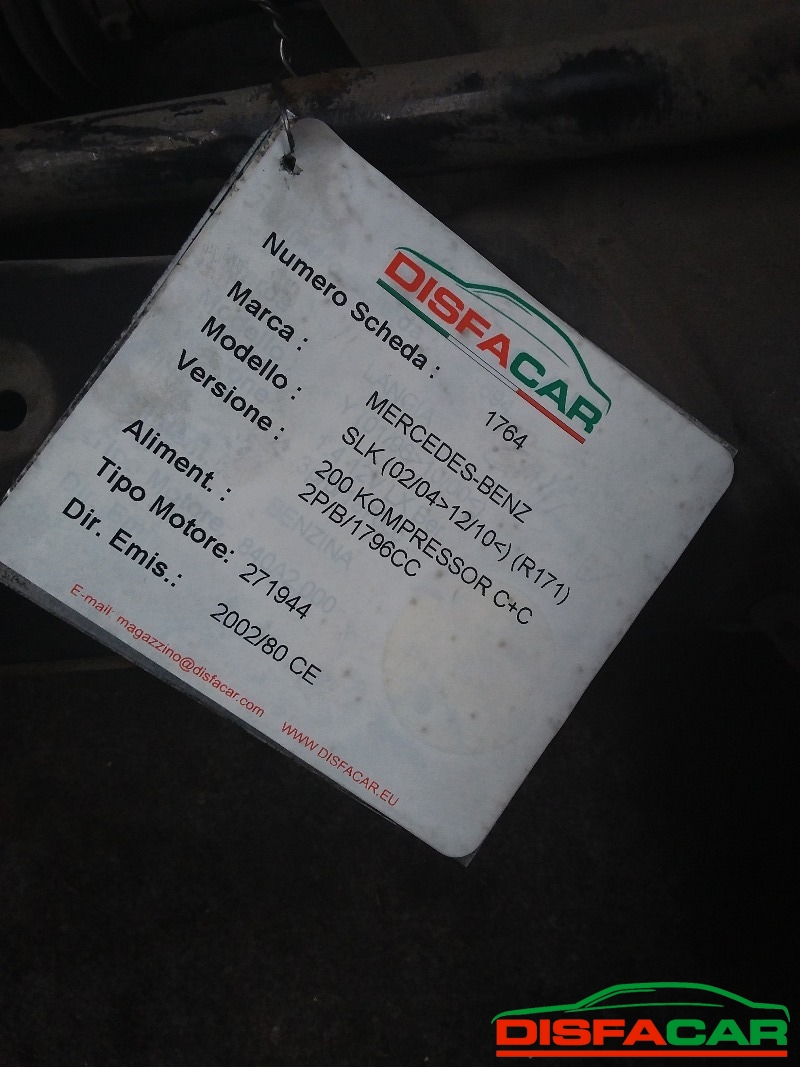 DISFACAR
Numero Scheda : 1764
Marca : MERCEDES-BENZ
Modello : SLK (02/04>12/10<) (R171)
Versione : 200 KOMPRESSOR C+C
2P/B/1796CC
Aliment. : BENZINA
Tipo Motore: 271944
Dir. Emis.: 2002/80 CE
E-mail: magazzino@disfacar.com WWW.DISFACAR.EU
DISFACAR